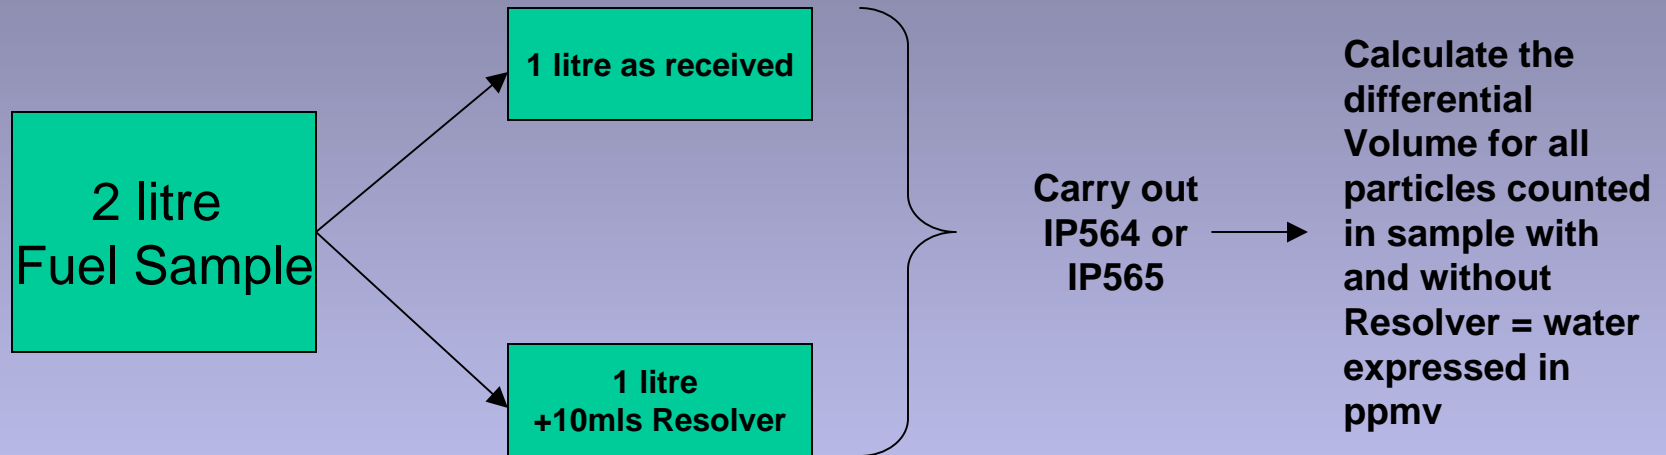 2 litre
Fuel Sample
1 litre as received
1 litre
+10mls Resolver
Carry out
IP564 or
IP565
Calculate the
differential
Volume for all
particles counted
in sample with
and without
Resolver = water
expressed in
ppmv